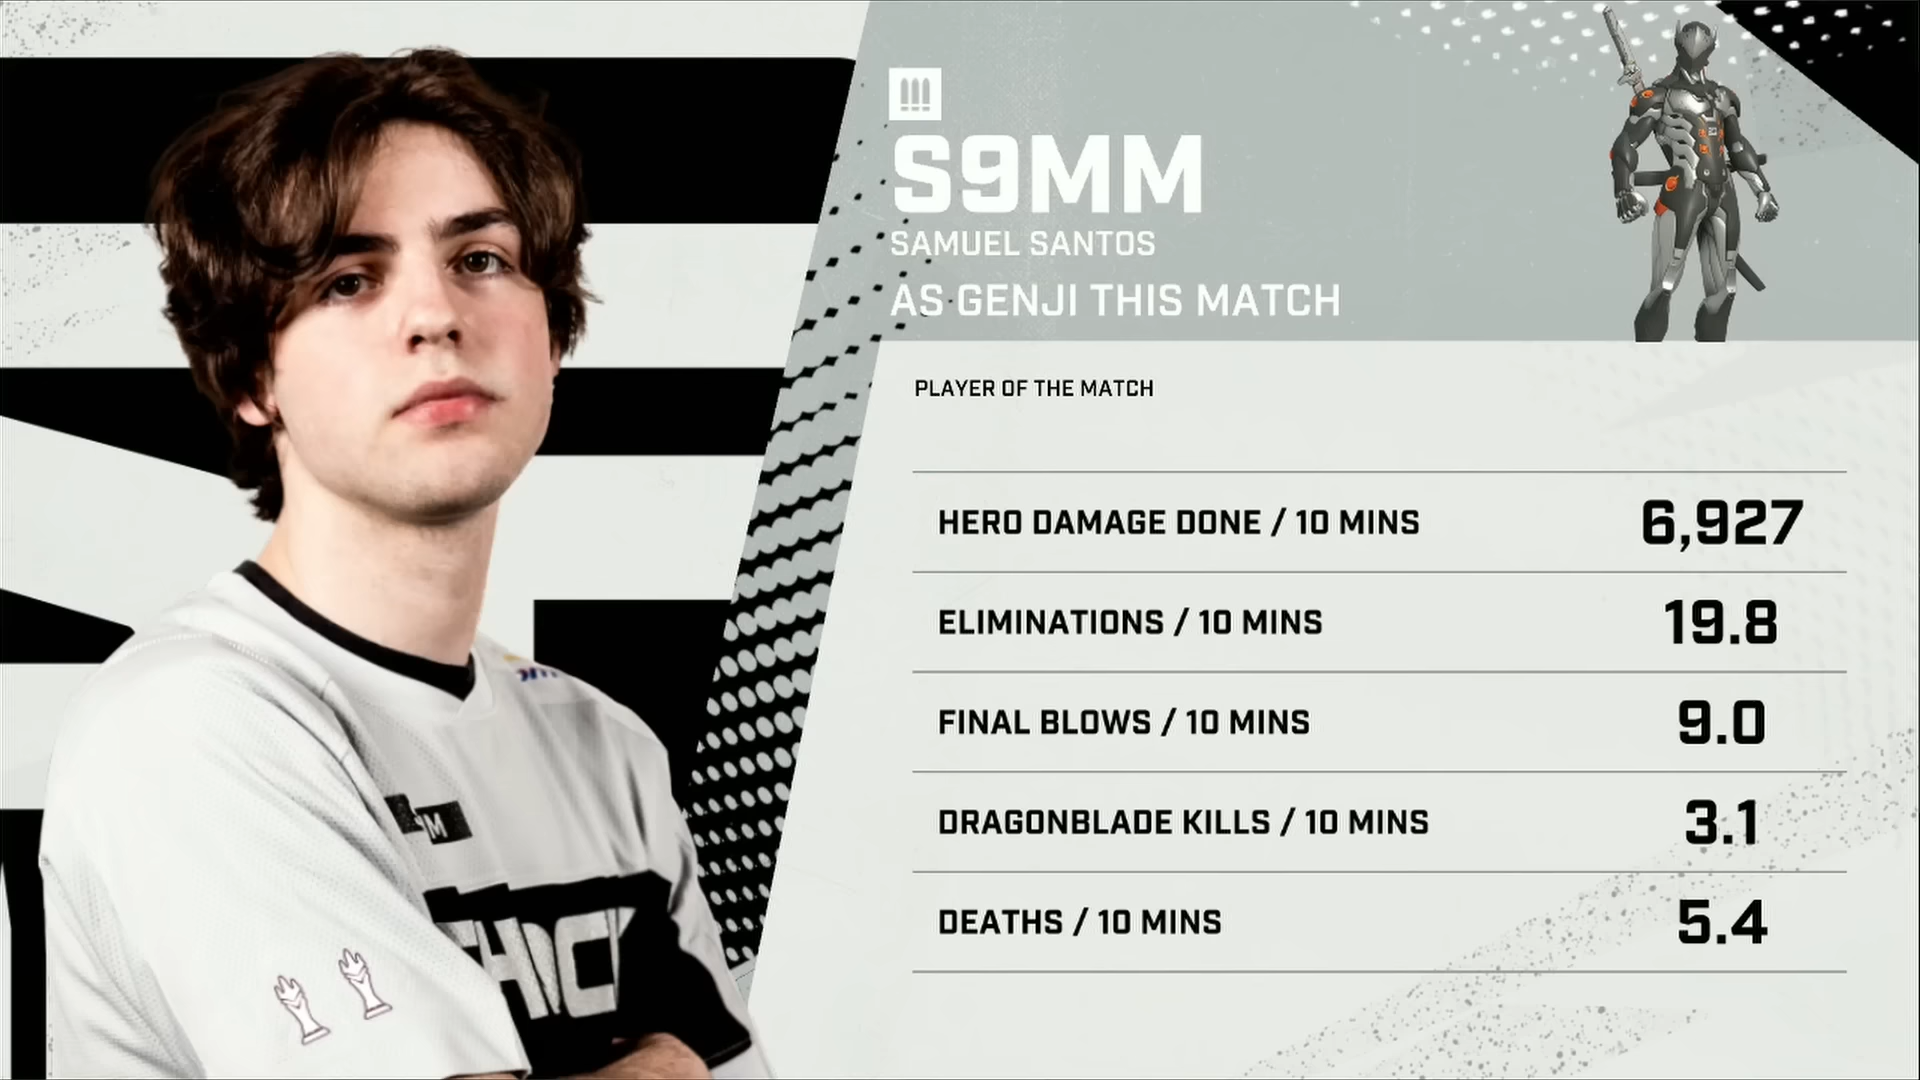 S9MM
SAMUEL SANTOS
AS GENJI THIS MATCH
PLAYER OF THE MATCH
HERO DAMAGE DONE / 10 MINS 6,927
ELIMINATIONS / 10 MINS 19.8
FINAL BLOWS / 10 MINS 9.0
DRAGONBLADE KILLS / 10 MINS 3.1
DEATHS / 10 MINS 5.4